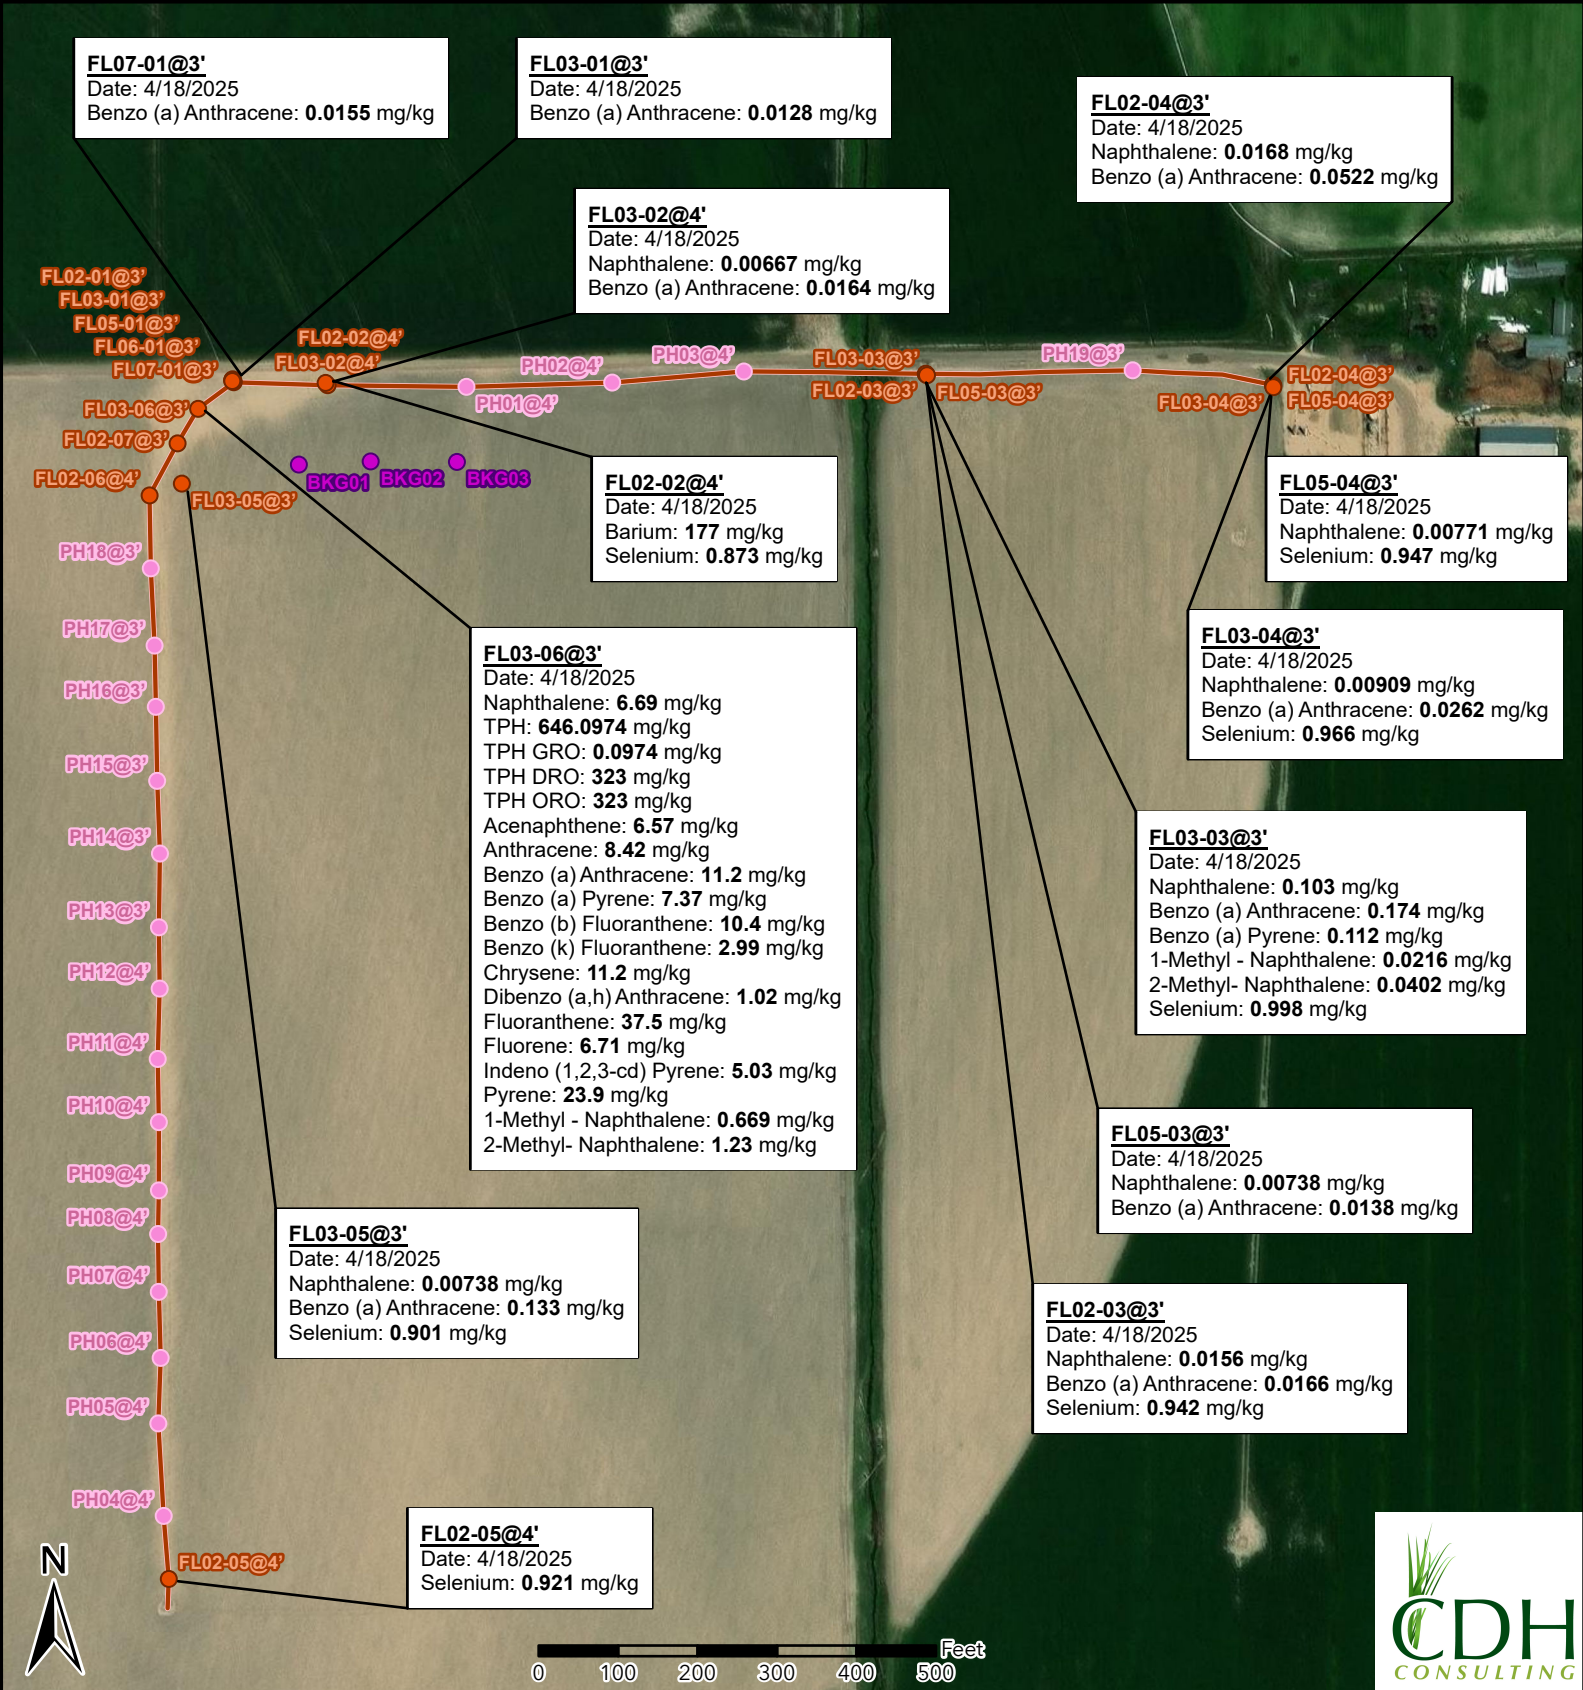 FL07-01@3'
Date: 4/18/2025
Benzo (a) Anthracene: 0.0155 mg/kg
FL03-01@3'
Date: 4/18/2025
Benzo (a) Anthracene: 0.0128 mg/kg
FL02-04@3'
Date: 4/18/2025
Naphthalene: 0.0168 mg/kg
Benzo (a) Anthracene: 0.0522 mg/kg
FL03-02@4'
Date: 4/18/2025
Naphthalene: 0.00667 mg/kg
Benzo (a) Anthracene: 0.0164 mg/kg
FL02-01@3'
FL03-01@3'
FL05-01@3'
FL06-01@3'
FL07-01@3'
FL02-02@4'
FL03-02@4'
PH02@4'
PH03@4'
PH01@4'
FL03-03@3'
FL02-03@3'
FL05-03@3'
PH19@3'
FL02-04@3'
FL03-04@3'
FL05-04@3'
FL03-06@3'
FL02-07@3'
FL02-06@4'
FL03-05@3'
BKG01
BKG02
BKG03
FL02-02@4'
Date: 4/18/2025
Barium: 177 mg/kg
Selenium: 0.873 mg/kg
FL05-04@3'
Date: 4/18/2025
Naphthalene: 0.00771 mg/kg
Selenium: 0.947 mg/kg
FL03-04@3'
Date: 4/18/2025
Naphthalene: 0.00909 mg/kg
Benzo (a) Anthracene: 0.0262 mg/kg
Selenium: 0.966 mg/kg
FL03-06@3'
Date: 4/18/2025
Naphthalene: 6.69 mg/kg
TPH: 646.0974 mg/kg
TPH GRO: 0.0974 mg/kg
TPH DRO: 323 mg/kg
TPH ORO: 323 mg/kg
Acenaphthene: 6.57 mg/kg
Anthracene: 8.42 mg/kg
Benzo (a) Anthracene: 11.2 mg/kg
Benzo (a) Pyrene: 7.37 mg/kg
Benzo (b) Fluoranthene: 10.4 mg/kg
Benzo (k) Fluoranthene: 2.99 mg/kg
Chrysene: 11.2 mg/kg
Dibenzo (a,h) Anthracene: 1.02 mg/kg
Fluoranthene: 37.5 mg/kg
Fluorene: 6.71 mg/kg
Indeno (1,2,3-cd) Pyrene: 5.03 mg/kg
Pyrene: 23.9 mg/kg
1-Methyl - Naphthalene: 0.669 mg/kg
2-Methyl- Naphthalene: 1.23 mg/kg
FL03-03@3'
Date: 4/18/2025
Naphthalene: 0.103 mg/kg
Benzo (a) Anthracene: 0.174 mg/kg
Benzo (a) Pyrene: 0.112 mg/kg
1-Methyl - Naphthalene: 0.0216 mg/kg
2-Methyl- Naphthalene: 0.0402 mg/kg
Selenium: 0.998 mg/kg
FL05-03@3'
Date: 4/18/2025
Naphthalene: 0.00738 mg/kg
Benzo (a) Anthracene: 0.0138 mg/kg
FL03-05@3'
Date: 4/18/2025
Naphthalene: 0.00738 mg/kg
Benzo (a) Anthracene: 0.133 mg/kg
Selenium: 0.901 mg/kg
FL02-03@3'
Date: 4/18/2025
Naphthalene: 0.0156 mg/kg
Benzo (a) Anthracene: 0.0166 mg/kg
Selenium: 0.942 mg/kg
PH18@3'
PH17@3'
PH16@3'
PH15@3'
PH14@3'
PH13@3'
PH12@4'
PH11@4'
PH10@4'
PH09@4'
PH08@4'
PH07@4'
PH06@4'
PH05@4'
PH04@4'
FL02-05@4'
FL02-05@4'
Date: 4/18/2025
Selenium: 0.921 mg/kg
N
Feet
0 100 200 300 400 500
CDH
CONSULTING